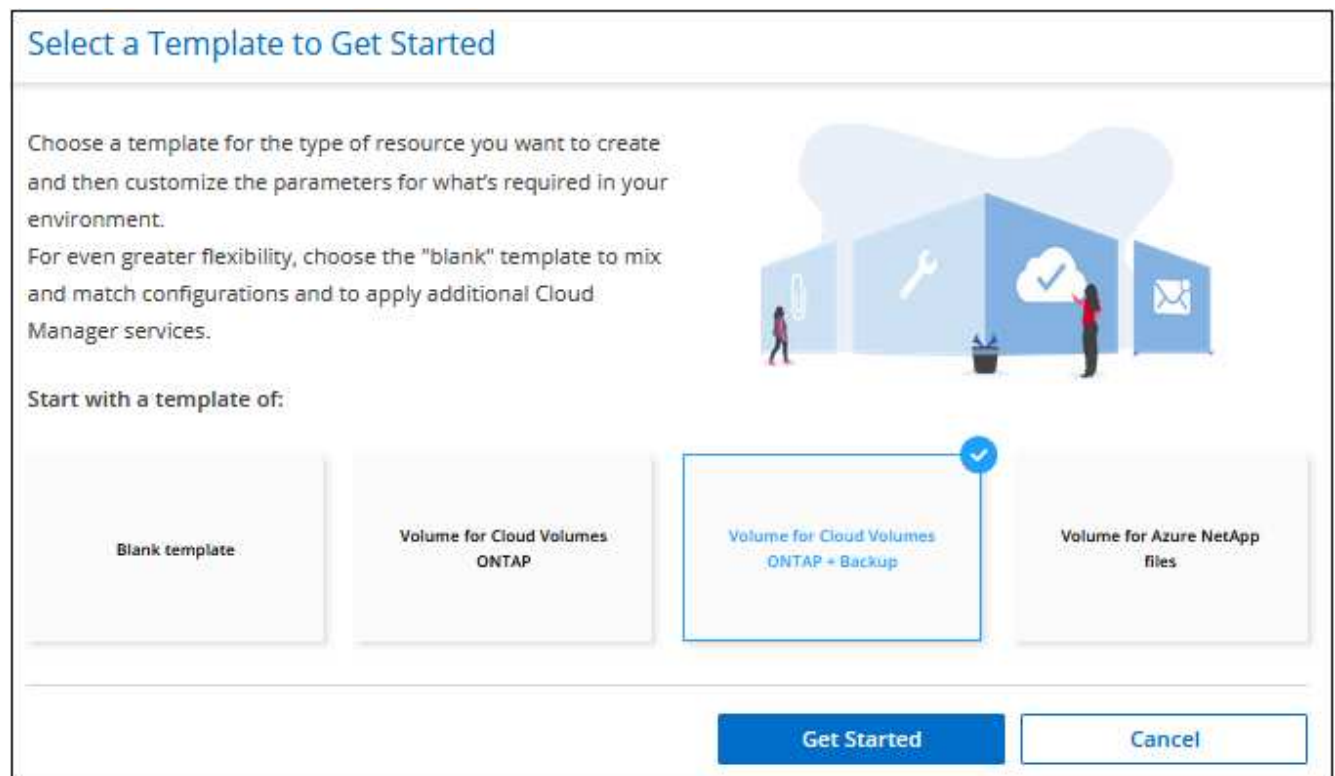 Select a Template to Get Started
Choose a template for the type of resource you want to create
and then customize the parameters for what's required in your
environment.
For even greater flexibility, choose the "blank" template to mix
and match configurations and to apply additional Cloud
Manager services.
Start with a template of:
Blank template
Volume for Cloud Volumes
ONTAP
Volume for Cloud Volumes
ONTAP + Backup
Volume for Azure NetApp
files
Get Started
Cancel